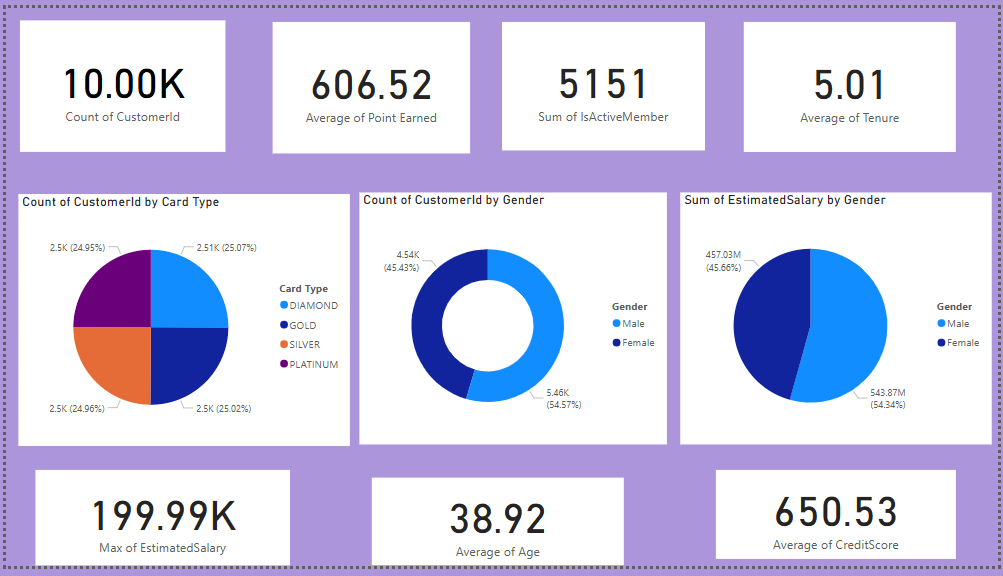 10.00K
Count of CustomerId
606.52
Average of Point Earned
5151
Sum of IsActiveMember
5.01
Average of Tenure
Count of CustomerId by Card Type
2.5K (24.95%)
2.51K (25.07%)
2.5K (24.96%)
2.5K (25.02%)
Card Type
DIAMOND
GOLD
SILVER
PLATINUM
Count of CustomerId by Gender
4.54K
(45.43%)
5.46K
(54.57%)
Gender
Male
Female
Sum of EstimatedSalary by Gender
457.03M
(45.66%)
543.87M
(54.34%)
Gender
Male
Female
199.99K
Max of EstimatedSalary
38.92
Average of Age
650.53
Average of CreditScore